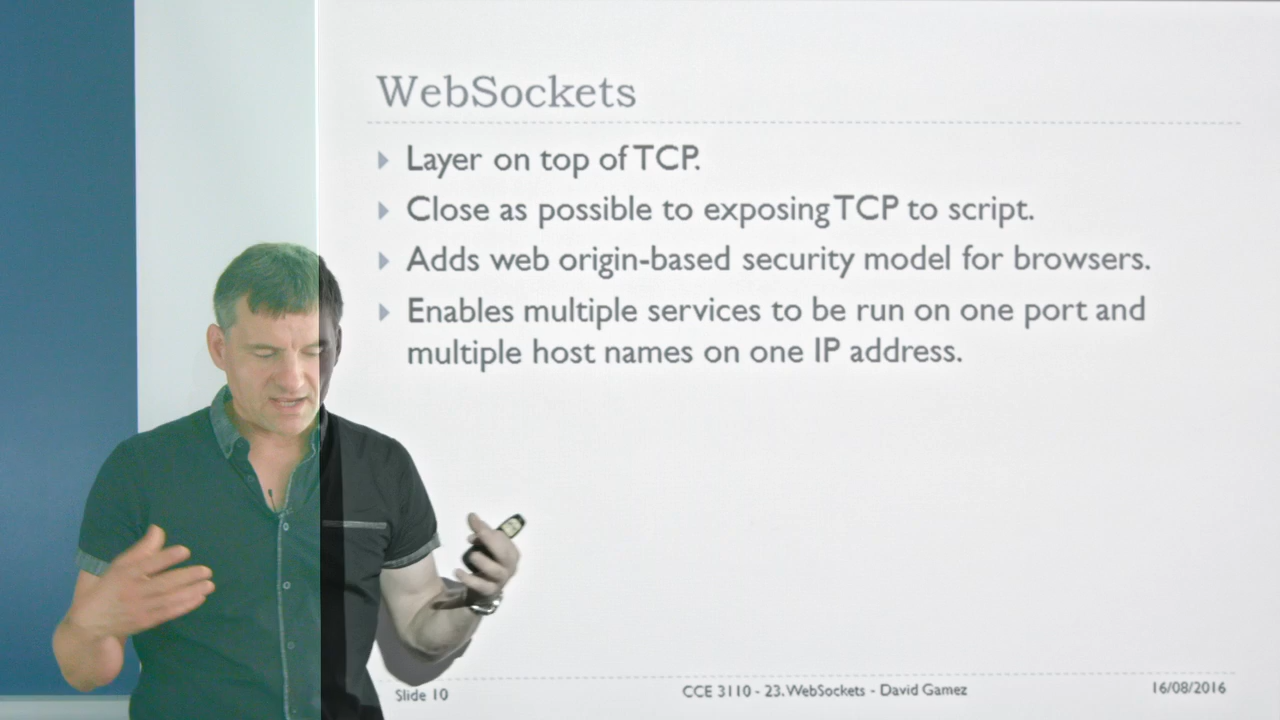 WebSockets
Layer on top of TCP.
Close as possible to exposing TCP to script.
Adds web origin-based security model for browsers.
Enables multiple services to be run on one port and
multiple host names on one IP address.
Slide 10 CCE 3110 - 23. WebSockets - David Gamez 16/08/2016